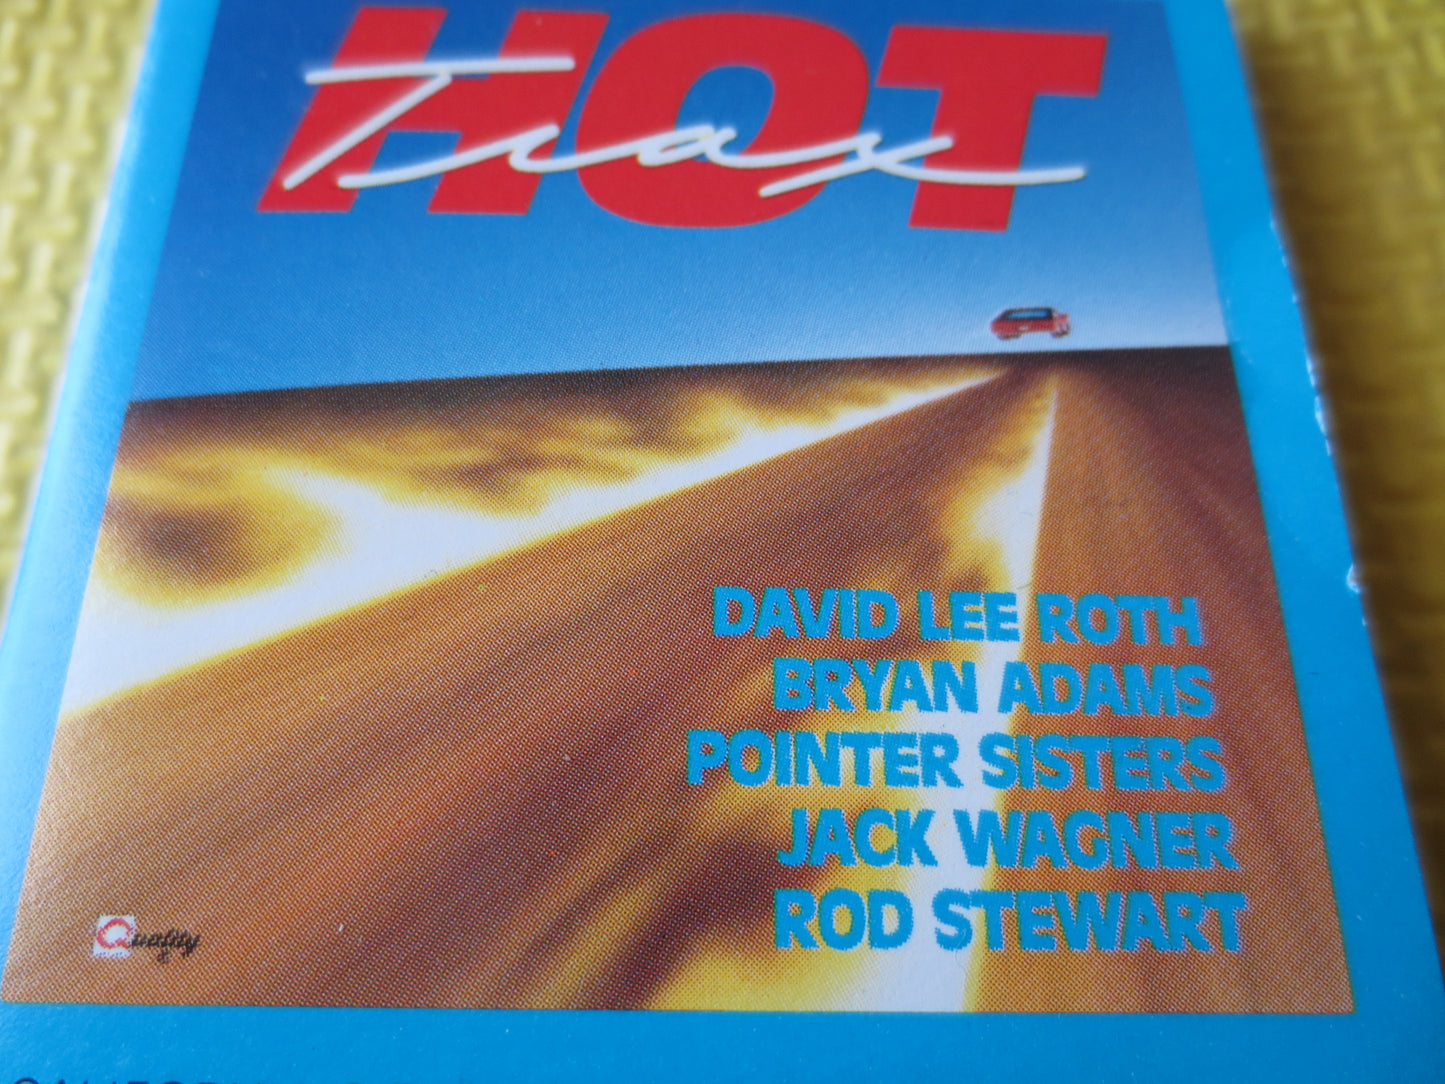 HOT
Trax
DAVID LEE ROTH
BRYAN ADAMS
POINTER SISTERS
JACK WAGNER
ROD STEWART
Quality